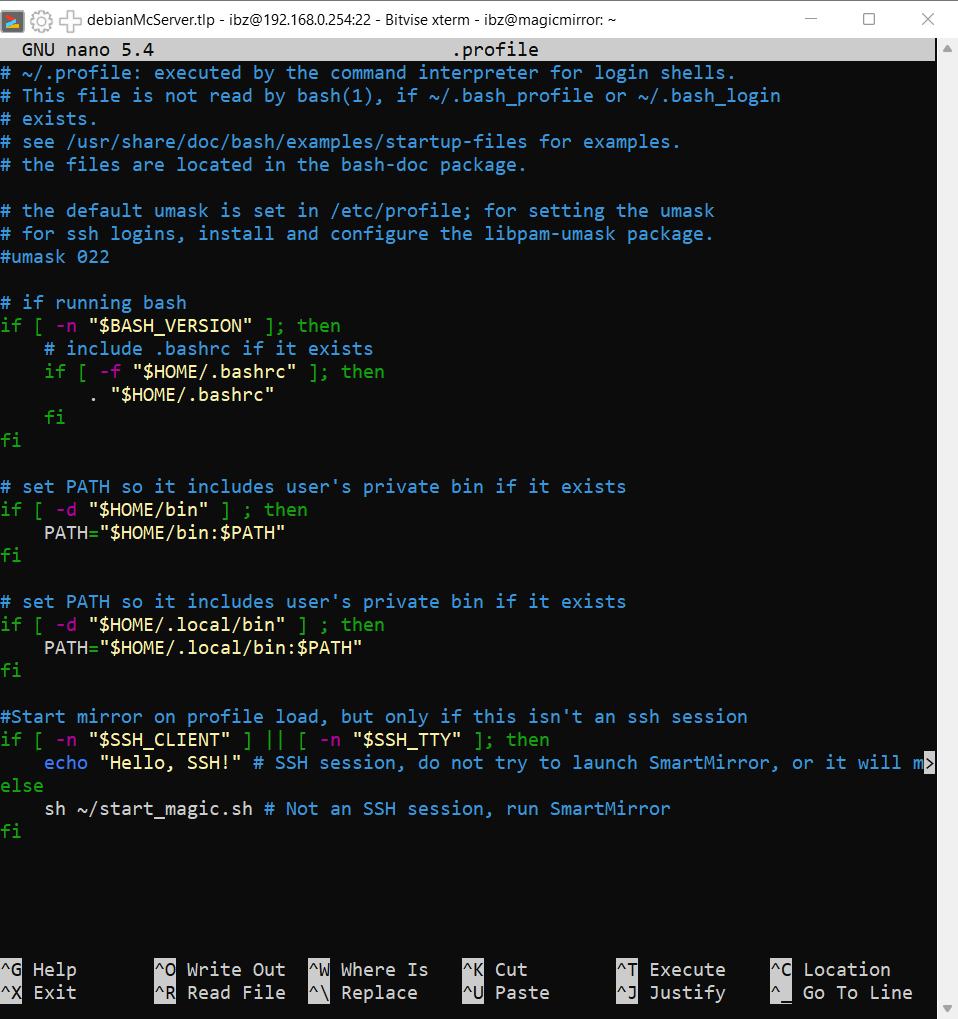 debianMcServer.tlp - ibz@192.168.0.254:22 - Bitvise xterm - ibz@magicmirror: ~
GNU nano 5.4 .profile
# ~/.profile: executed by the command interpreter for login shells.
# This file is not read by bash(1), if ~/.bash_profile or ~/.bash_login
# exists.
# see /usr/share/doc/bash/examples/startup-files for examples.
# the files are located in the bash-doc package.

# the default umask is set in /etc/profile; for setting the umask
# for ssh logins, install and configure the libpam-umask package.
#umask 022

# if running bash
if [ -n "$BASH_VERSION" ]; then
    # include .bashrc if it exists
    if [ -f "$HOME/.bashrc" ]; then
        . "$HOME/.bashrc"
    fi
fi

# set PATH so it includes user's private bin if it exists
if [ -d "$HOME/bin" ] ; then
    PATH="$HOME/bin:$PATH"
fi

# set PATH so it includes user's private bin if it exists
if [ -d "$HOME/.local/bin" ] ; then
    PATH="$HOME/.local/bin:$PATH"
fi

#Start mirror on profile load, but only if this isn't an ssh session
if [ -n "$SSH_CLIENT" ] || [ -n "$SSH_TTY" ]; then
    echo "Hello, SSH!" # SSH session, do not try to launch SmartMirror, or it will m>
else
    sh ~/start_magic.sh # Not an SSH session, run SmartMirror
fi

^G Help ^O Write Out ^W Where Is ^K Cut ^T Execute ^C Location
^X Exit ^R Read File ^\ Replace ^U Paste ^J Justify ^_ Go To Line